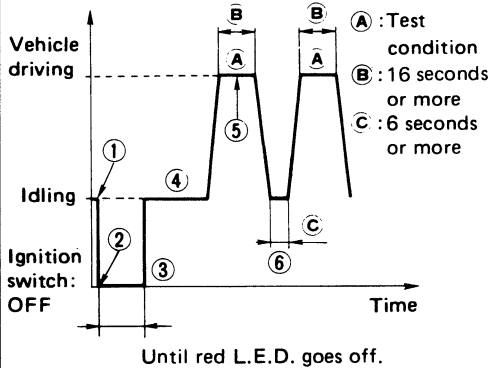 B
B
A : Test
condition
B : 16 seconds
or more
C : 6 seconds
or more
Vehicle
driving
A
A
5
1
4
Idling
2
C
Ignition
switch:
OFF
3
6
Time
Until red L.E.D. goes off.